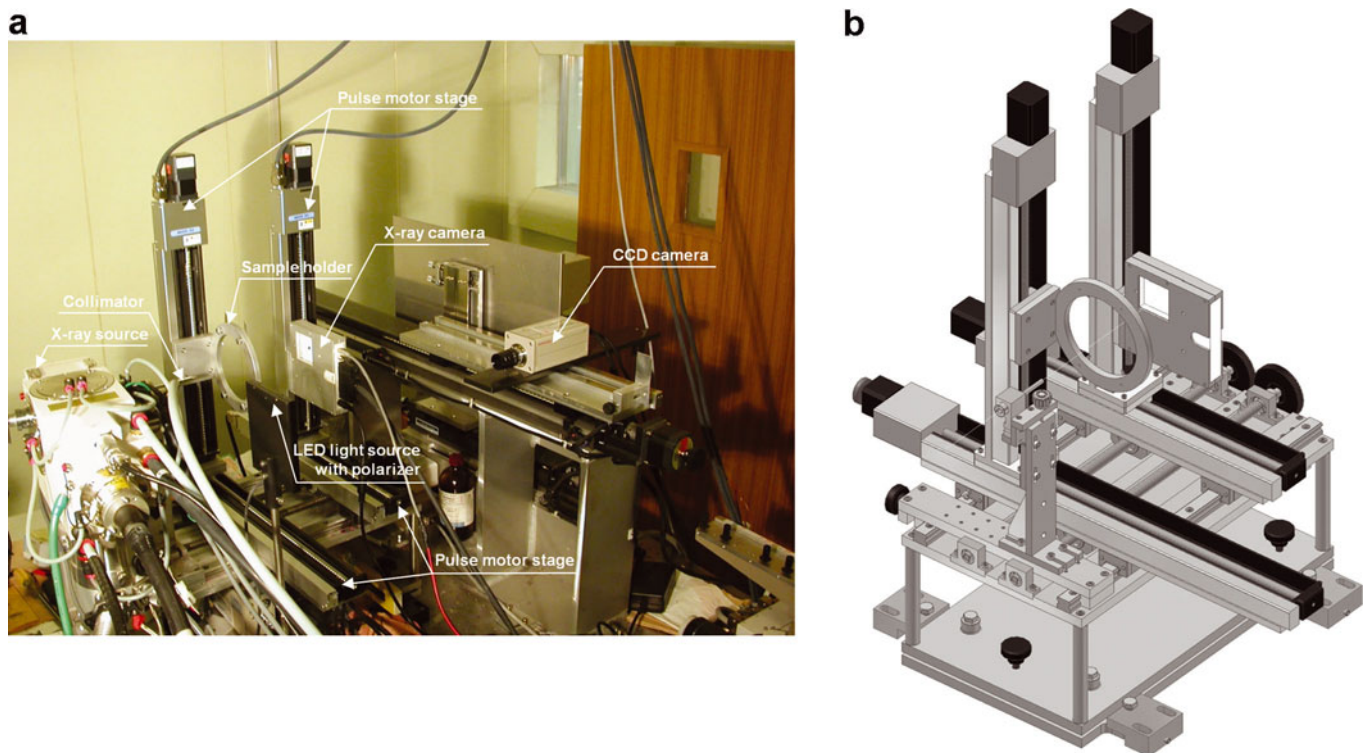 a
b
Pulse motor stage
X-ray camera
Sample holder
CCD camera
Collimator
X-ray source
LED light source
with polarizer
Pulse motor stage